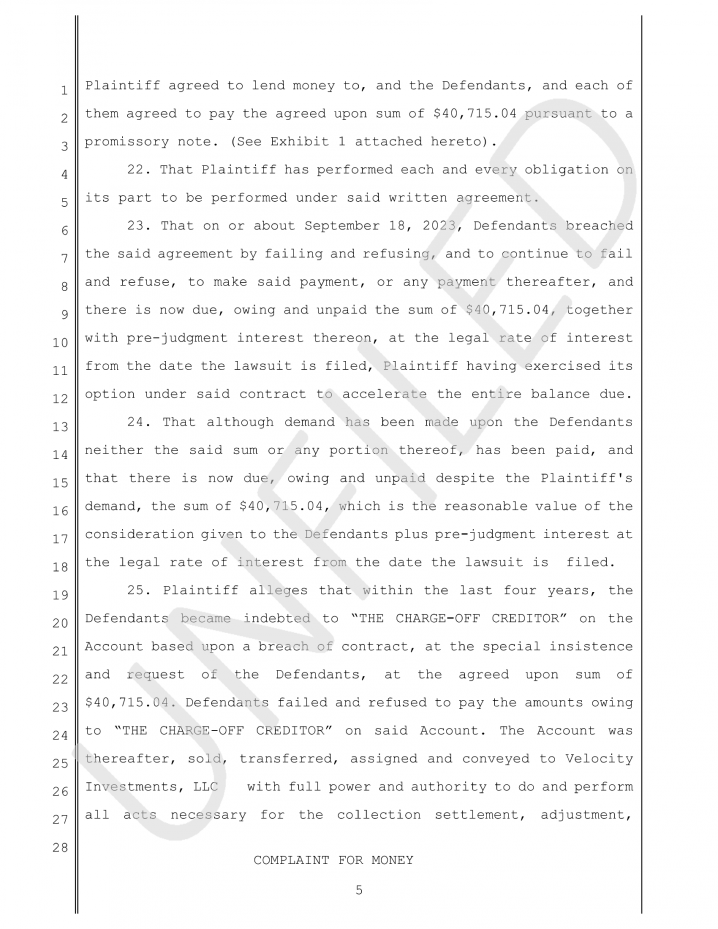 1 Plaintiff agreed to lend money to, and the Defendants, and each of
2 them agreed to pay the agreed upon sum of $40,715.04 pursuant to a
3 promissory note. (See Exhibit 1 attached hereto).
4 22. That Plaintiff has performed each and every obligation on
5 its part to be performed under said written agreement.
6 23. That on or about September 18, 2023, Defendants breached
7 the said agreement by failing and refusing, and to continue to fail
8 and refuse, to make said payment, or any payment thereafter, and
9 there is now due, owing and unpaid the sum of $40,715.04, together
10 with pre-judgment interest thereon, at the legal rate of interest
11 from the date the lawsuit is filed, Plaintiff having exercised its
12 option under said contract to accelerate the entire balance due.
13 24. That although demand has been made upon the Defendants
14 neither the said sum or any portion thereof, has been paid, and
15 that there is now due, owing and unpaid despite the Plaintiff's
16 demand, the sum of $40,715.04, which is the reasonable value of the
17 consideration given to the Defendants plus pre-judgment interest at
18 the legal rate of interest from the date the lawsuit is filed.
19 25. Plaintiff alleges that within the last four years, the
20 Defendants became indebted to “THE CHARGE-OFF CREDITOR” on the
21 Account based upon a breach of contract, at the special insistence
22 and request of the Defendants, at the agreed upon sum of
23 $40,715.04. Defendants failed and refused to pay the amounts owing
24 to “THE CHARGE-OFF CREDITOR” on said Account. The Account was
25 thereafter, sold, transferred, assigned and conveyed to Velocity
26 Investments, LLC with full power and authority to do and perform
27 all acts necessary for the collection settlement, adjustment,
28
COMPLAINT FOR MONEY
5
UNFILED